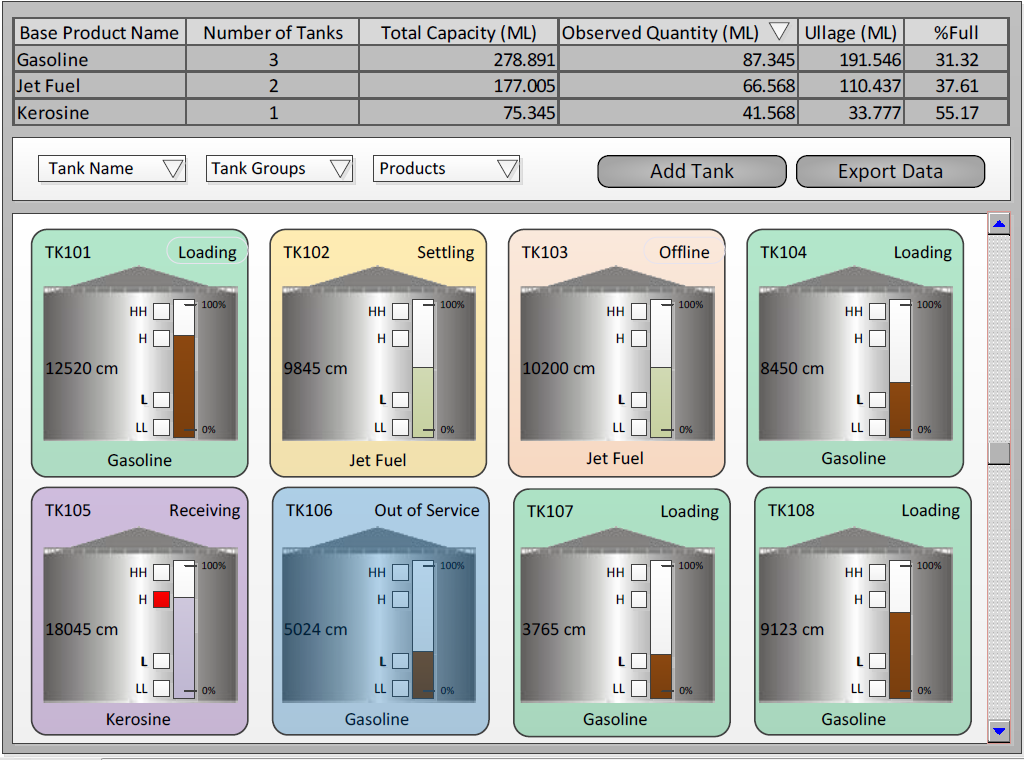 Base Product Name Number of Tanks Total Capacity (ML) Observed Quantity (ML) Ullage (ML) %Full
Gasoline 3 278.891 87.345 191.546 31.32
Jet Fuel 2 177.005 66.568 110.437 37.61
Kerosine 1 75.345 41.568 33.777 55.17
Tank Name Tank Groups Products Add Tank Export Data
TK101 Loading
HH 100%
H
12520 cm
L
LL 0%
Gasoline
TK102 Settling
HH 100%
H
9845 cm
L
LL 0%
Jet Fuel
TK103 Offline
HH 100%
H
10200 cm
L
LL 0%
Jet Fuel
TK104 Loading
HH 100%
H
8450 cm
L
LL 0%
Gasoline
TK105 Receiving
HH 100%
H
18045 cm
L
LL 0%
Kerosine
TK106 Out of Service
HH 100%
H
5024 cm
L
LL 0%
Gasoline
TK107 Loading
HH 100%
H
3765 cm
L
LL 0%
Gasoline
TK108 Loading
HH 100%
H
9123 cm
L
LL 0%
Gasoline